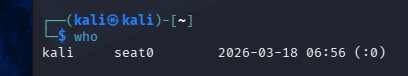 ┌──(kali㉿kali)-[~]
└─$ who
kali     seat0        2026-03-18 06:56 (:0)